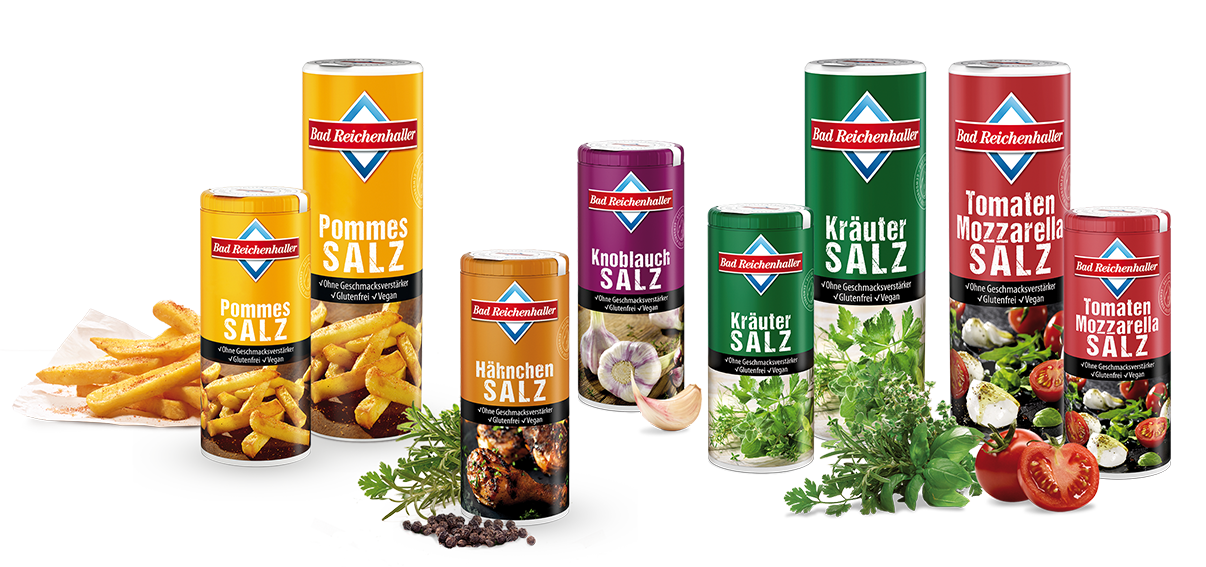 Bad Reichenhaller
Pommes
SALZ
✓Ohne Geschmacksverstärker
✓Glutenfrei ✓Vegan
Bad Reichenhaller
Pommes
SALZ
✓Ohne Geschmacksverstärker
✓Glutenfrei ✓Vegan
Bad Reichenhaller
Hähnchen
SALZ
✓Ohne Geschmacksverstärker
✓Glutenfrei ✓Vegan
Bad Reichenhaller
Knoblauch
SALZ
✓Ohne Geschmacksverstärker
✓Glutenfrei ✓Vegan
Bad Reichenhaller
Kräuter
SALZ
✓Ohne Geschmacksverstärker
✓Glutenfrei ✓Vegan
Bad Reichenhaller
Kräuter
SALZ
✓Ohne Geschmacksverstärker
✓Glutenfrei ✓Vegan
Bad Reichenhaller
Tomaten
Mozzarella
SALZ
✓Ohne Geschmacksverstärker
✓Glutenfrei ✓Vegan
Bad Reichenhaller
Tomaten
Mozzarella
SALZ
✓Ohne Geschmacksverstärker
✓Glutenfrei ✓Vegan